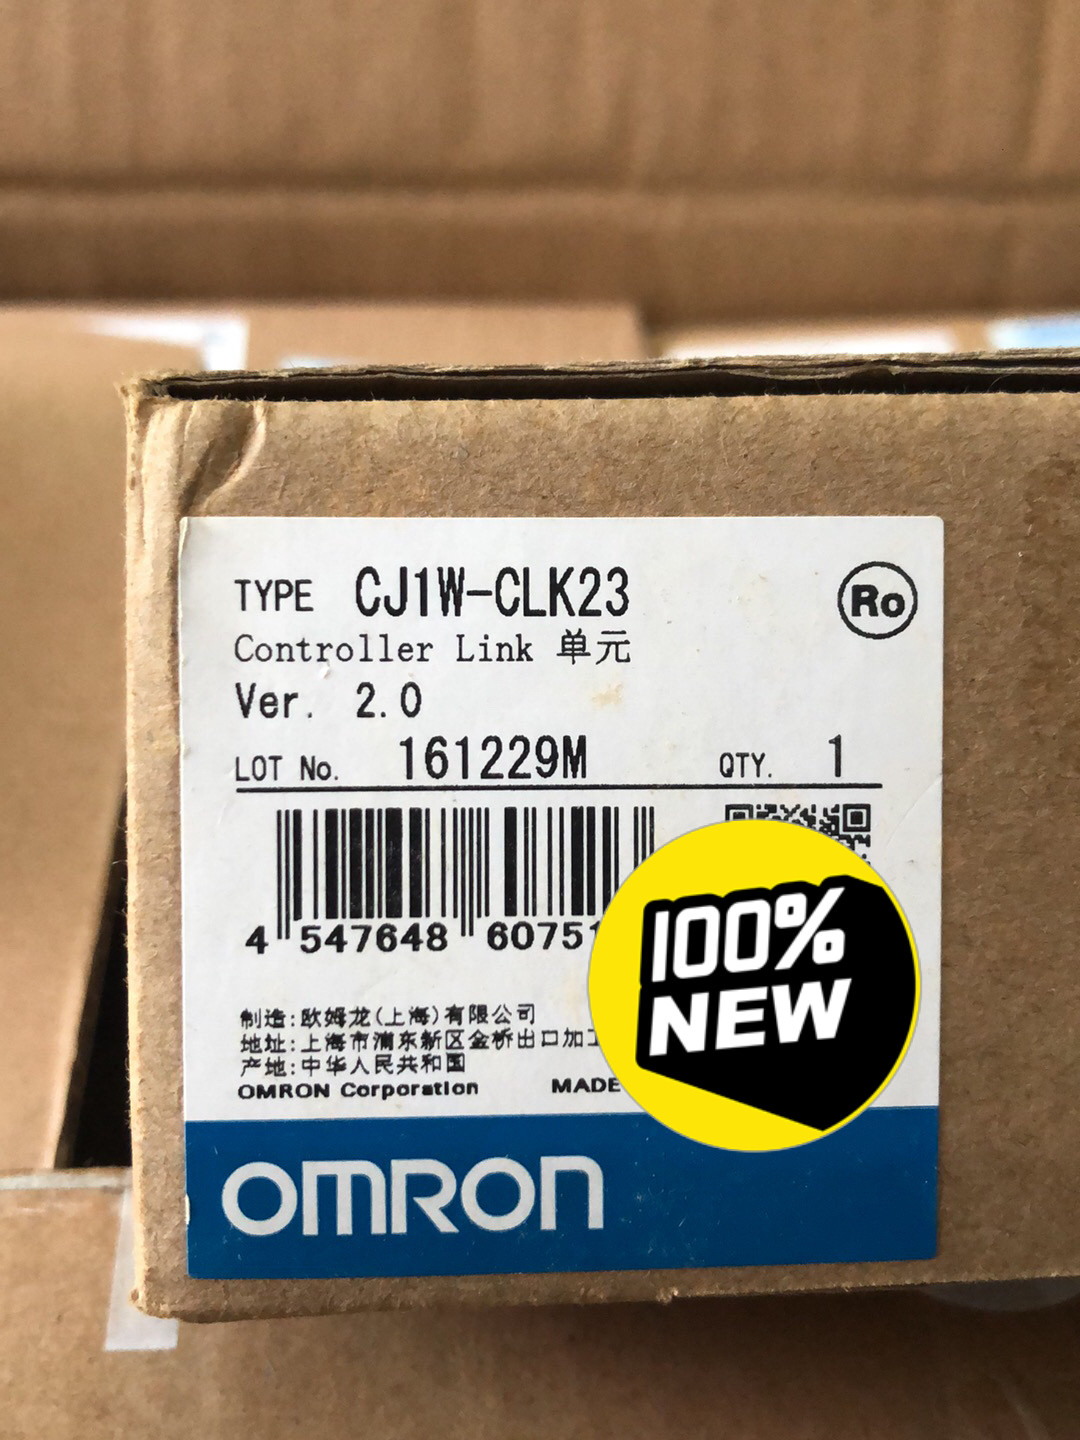 TYPE CJ1W-CLK23
Ro
Controller Link 单元
Ver. 2.0
LOT No. 161229M QTY. 1
4 547648 60751
100%
NEW
制造:欧姆龙(上海)有限公司
地址:上海市浦东新区金桥出口加工
产地:中华人民共和国
OMRON Corporation MADE
OMRON